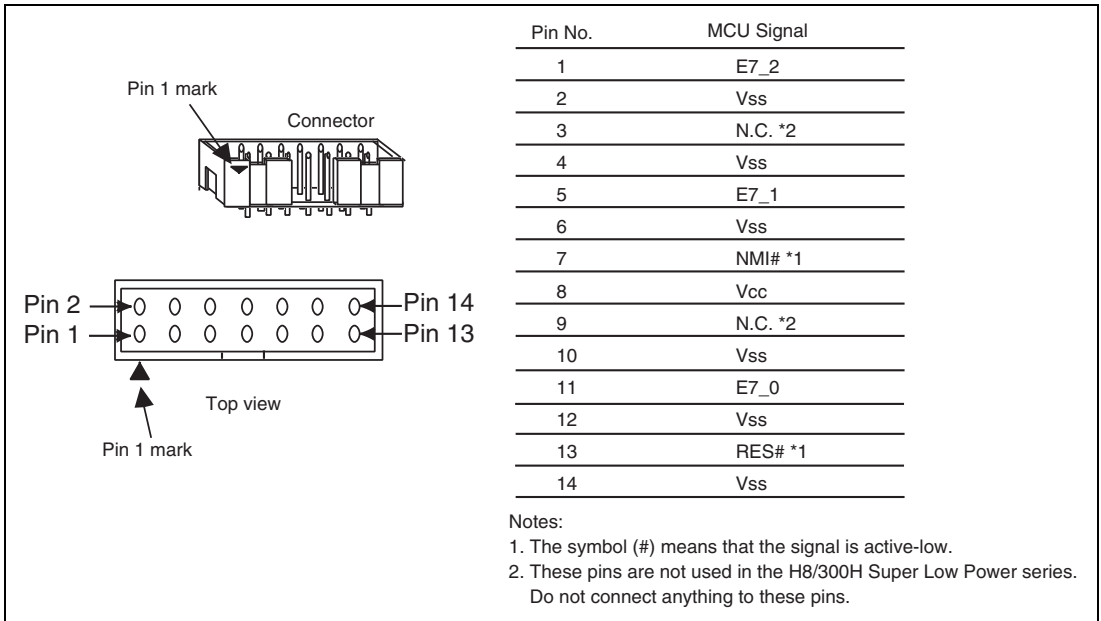 Pin 1 mark
Connector
Pin 2
Pin 1
Pin 14
Pin 13
Top view
Pin 1 mark
Pin No. MCU Signal
1 E7_2
2 Vss
3 N.C. *2
4 Vss
5 E7_1
6 Vss
7 NMI# *1
8 Vcc
9 N.C. *2
10 Vss
11 E7_0
12 Vss
13 RES# *1
14 Vss
Notes:
1. The symbol (#) means that the signal is active-low.
2. These pins are not used in the H8/300H Super Low Power series.
Do not connect anything to these pins.